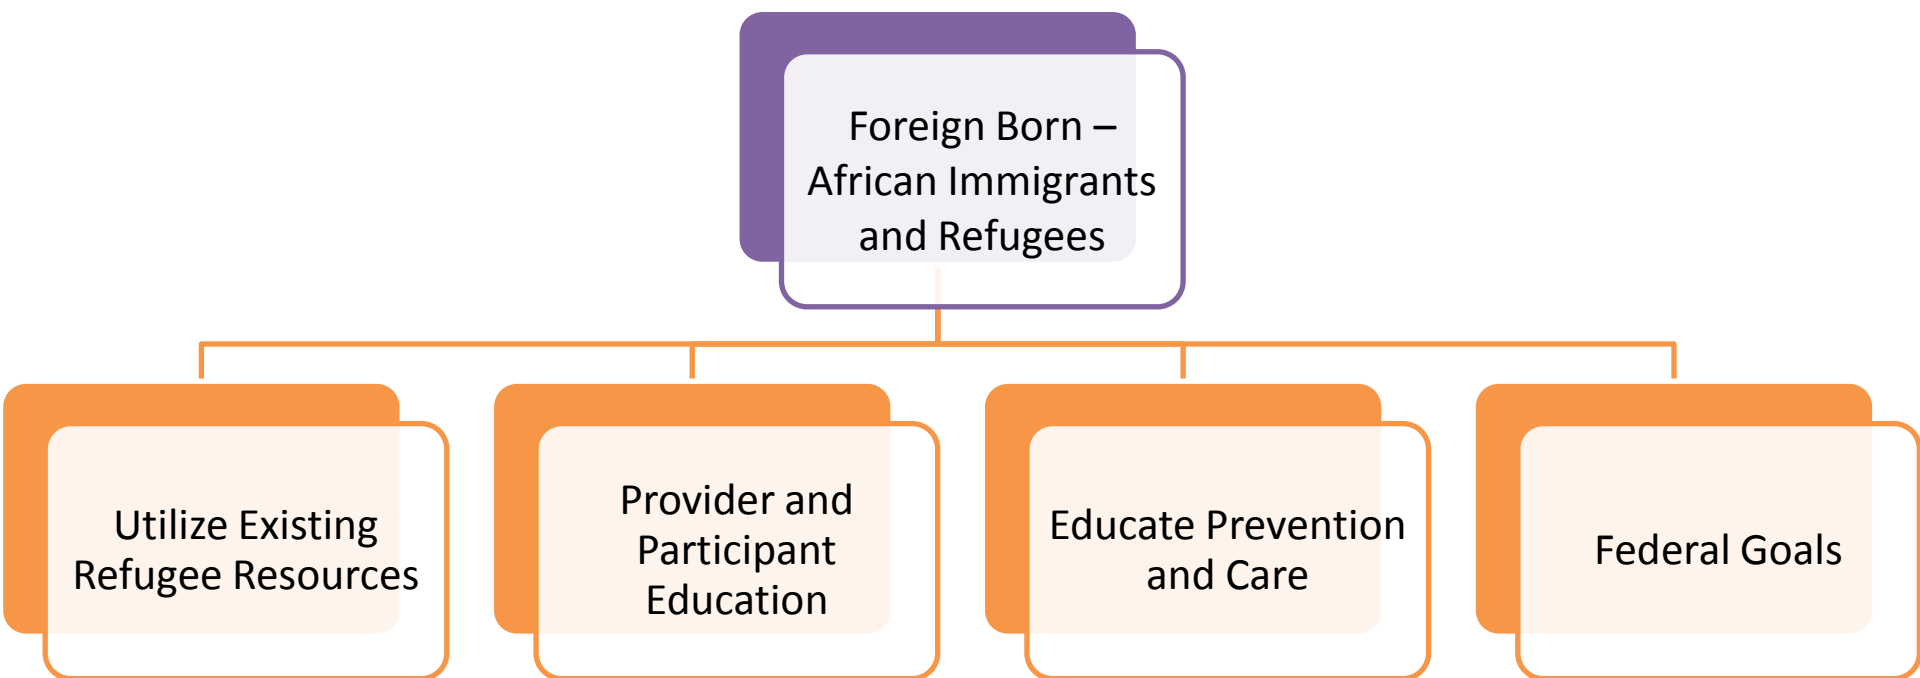 Foreign Born –
African Immigrants
and Refugees
Utilize Existing
Refugee Resources
Provider and
Participant
Education
Educate Prevention
and Care
Federal Goals